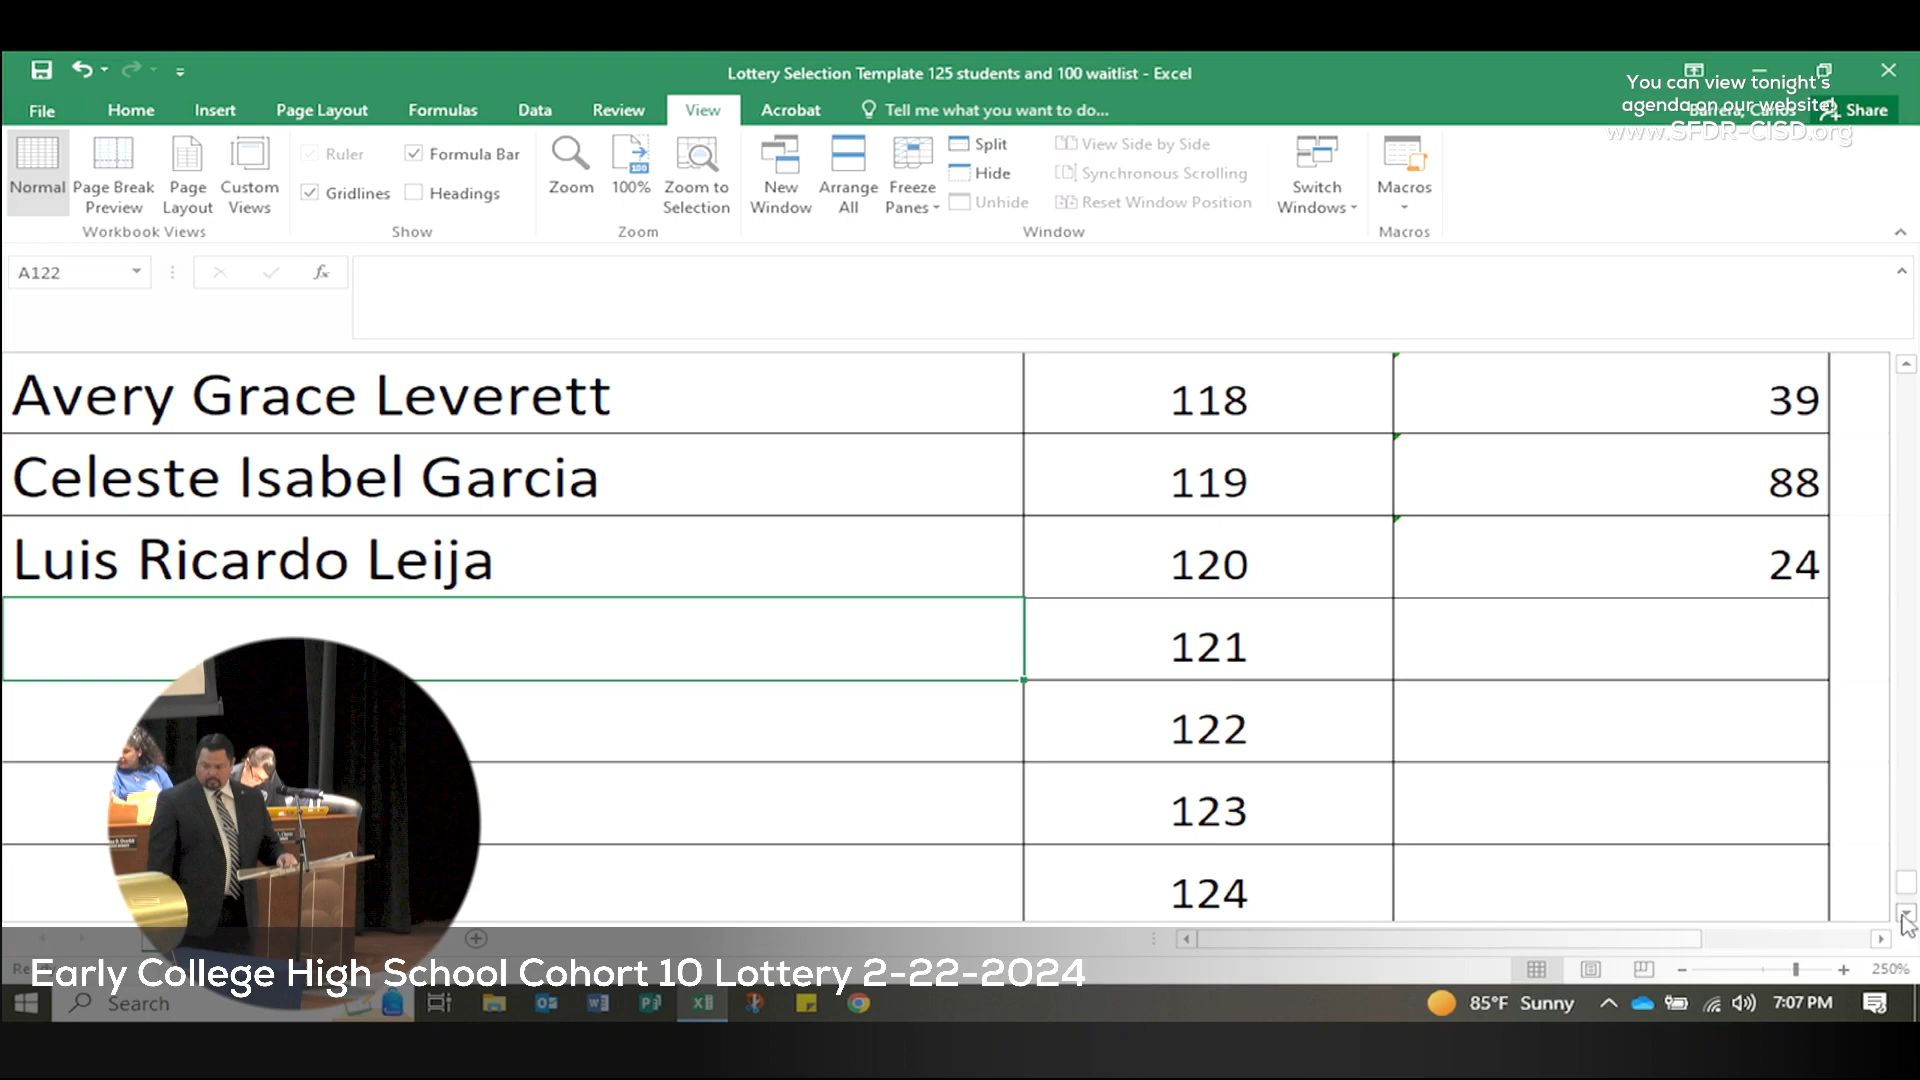 Lottery Selection Template 125 students and 100 waitlist - Excel
You can view tonight's
agenda on our website!
www.SFDR-CISD.org
File Home Insert Page Layout Formulas Data Review View Acrobat Tell me what you want to do... Barrera, Carlos Share
Normal Page Break Preview Page Layout Custom Views
Workbook Views
Ruler Formula Bar
Gridlines Headings
Show
Zoom 100% Zoom to Selection
Zoom
New Window Arrange All Freeze Panes
Split View Side by Side
Hide Synchronous Scrolling
Unhide Reset Window Position
Switch Windows
Window
Macros
Macros
A122 fx
Avery Grace Leverett 118 39
Celeste Isabel Garcia 119 88
Luis Ricardo Leija 120 24
121
122
123
124
Early College High School Cohort 10 Lottery 2-22-2024
250%
Search
85°F Sunny 7:07 PM